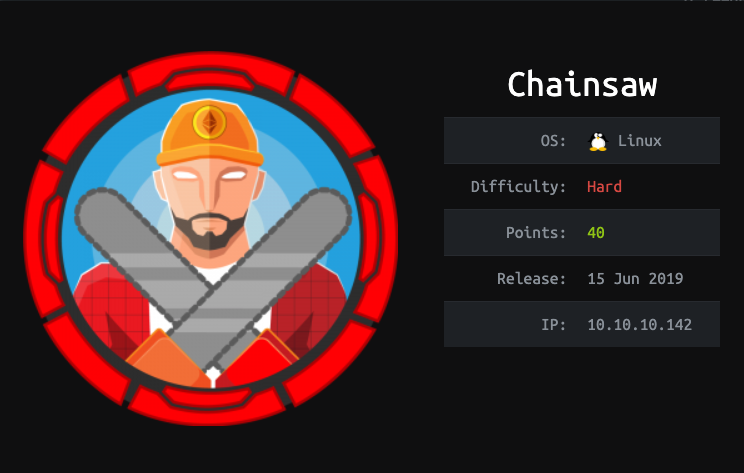 Chainsaw
OS: Linux
Difficulty: Hard
Points: 40
Release: 15 Jun 2019
IP: 10.10.10.142